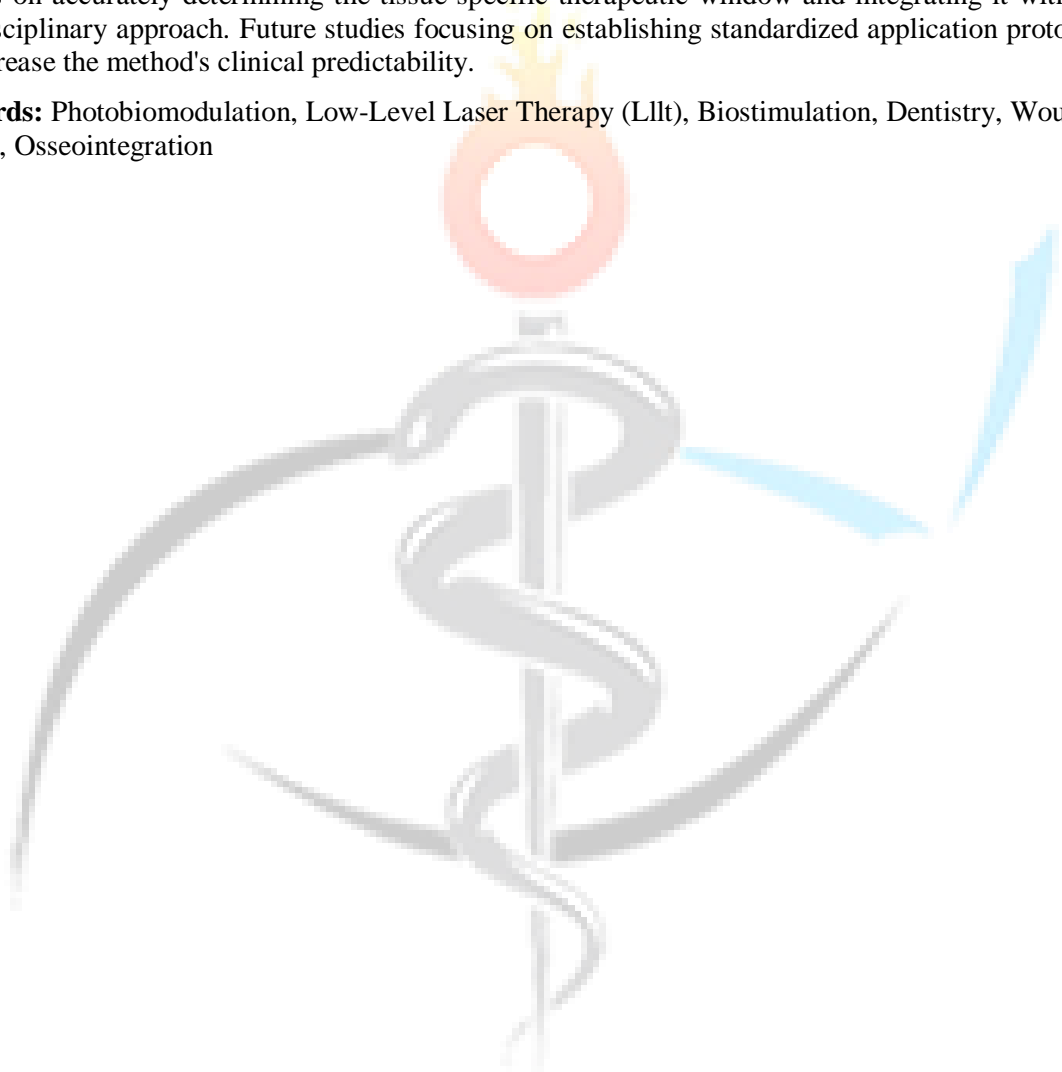 s on accurately determining the tissue-specific therapeutic window and integrating it with
sciplinary approach. Future studies focusing on establishing standardized application proto
rease the method's clinical predictability.
rds: Photobiomodulation, Low-Level Laser Therapy (Lllt), Biostimulation, Dentistry, Wou
, Osseointegration